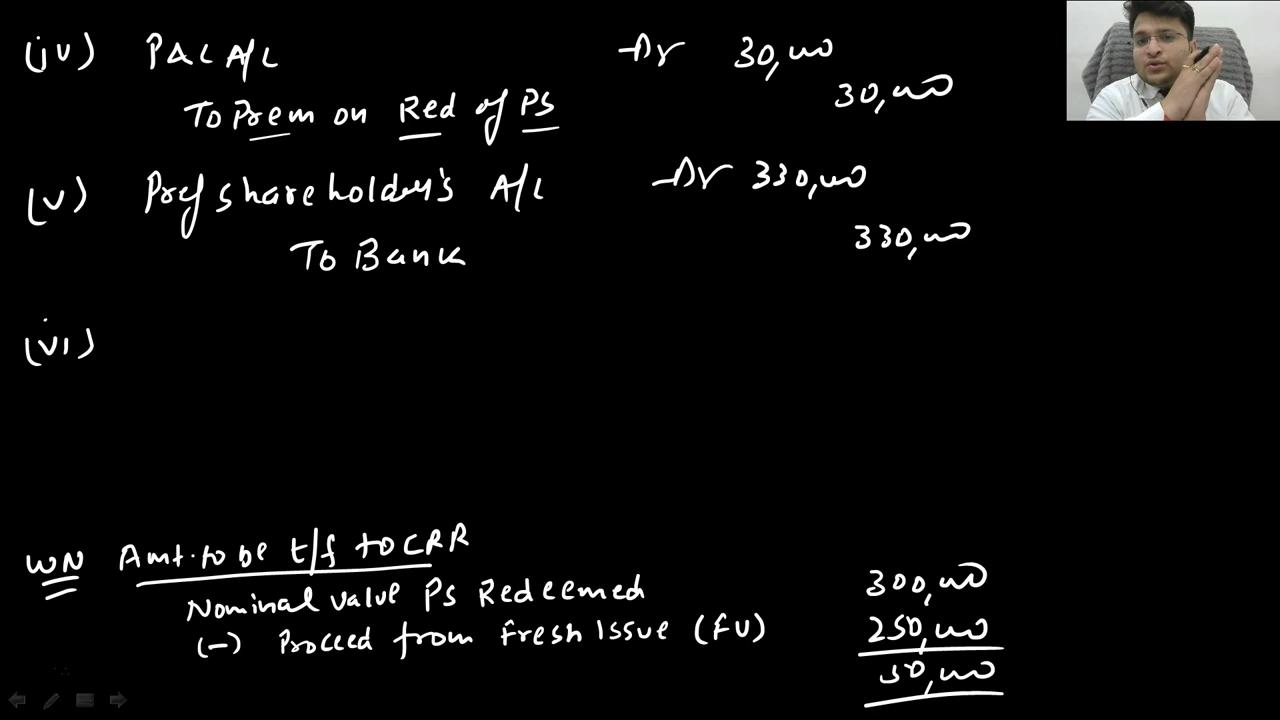 (iv) P&L A/L Dr 30,000
To Prem on Red of PS 30,000
(v) Pref shareholder's A/L Dr 330,000
To Bank 330,000
(vi)
WN Amt. to be t/f to CRR
Nominal value PS Redeemed 300,000
(-) Proceed from Fresh Issue (FV) 250,000
50,000